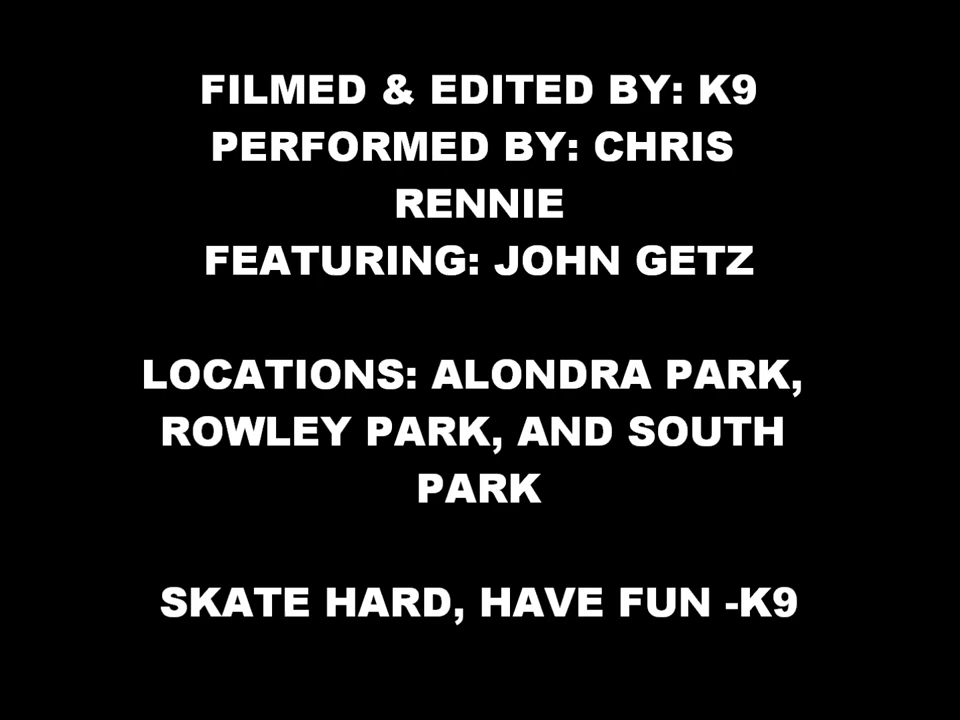 FILMED & EDITED BY: K9
PERFORMED BY: CHRIS
RENNIE
FEATURING: JOHN GETZ
LOCATIONS: ALONDRA PARK,
ROWLEY PARK, AND SOUTH
PARK
SKATE HARD, HAVE FUN -K9